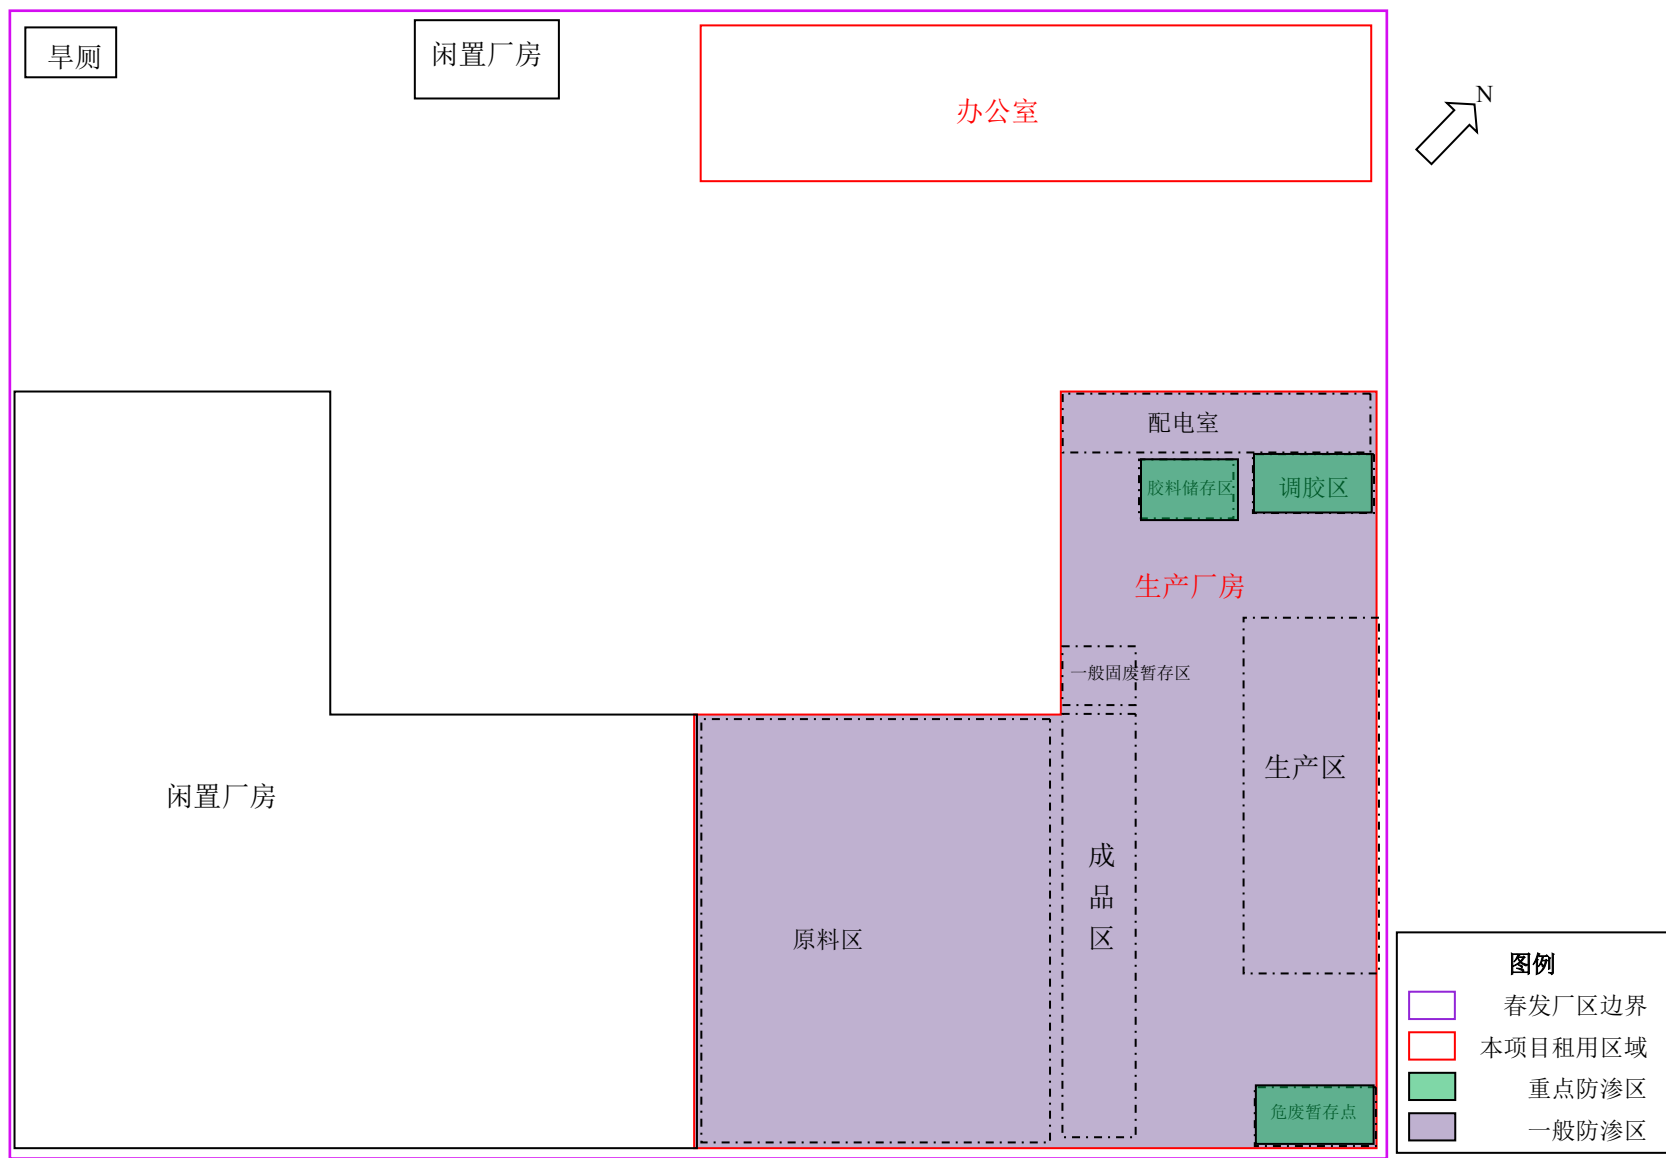 旱厕
闲置厂房
办公室
N
配电室
胶料储存区
调胶区
生产厂房
一般固废暂存区
生产区
闲置厂房
成
品
区
原料区
危废暂存点
图例
春发厂区边界
本项目租用区域
重点防渗区
一般防渗区